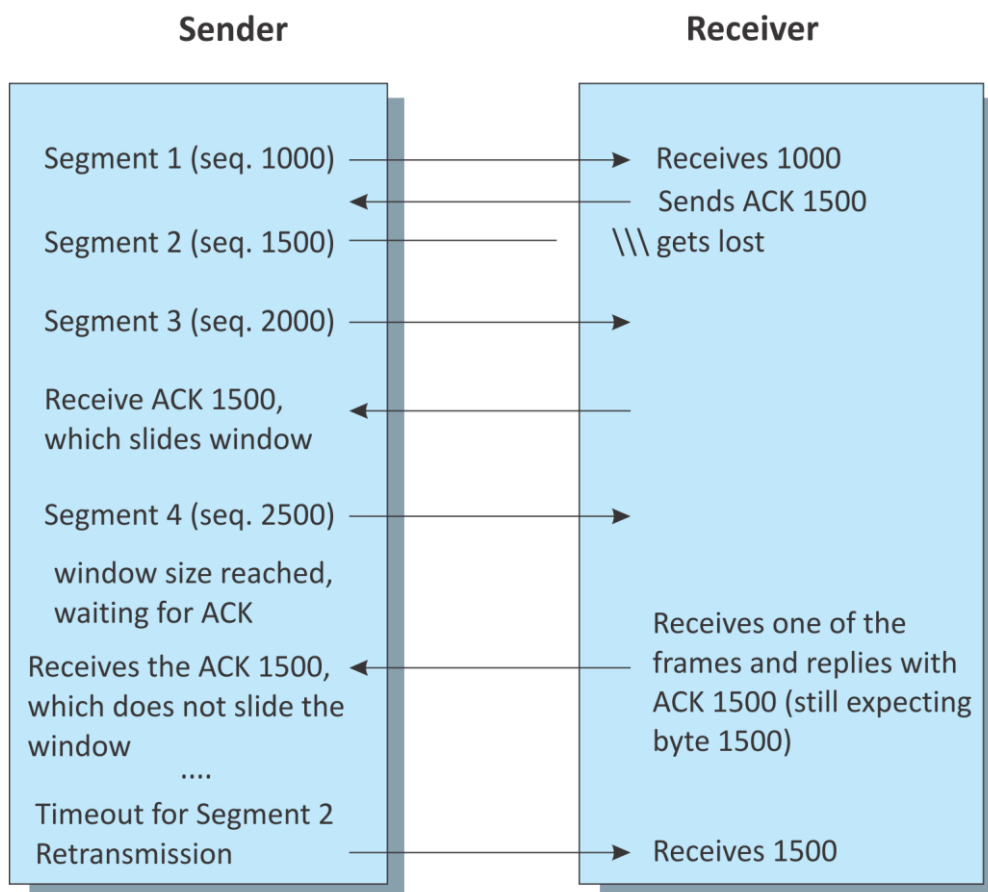 Sender
Receiver
Segment 1 (seq. 1000)
Receives 1000
Sends ACK 1500
Segment 2 (seq. 1500)
\\\ gets lost
Segment 3 (seq. 2000)
Receive ACK 1500,
which slides window
Segment 4 (seq. 2500)
window size reached,
waiting for ACK
Receives one of the
frames and replies with
ACK 1500 (still expecting
byte 1500)
Receives the ACK 1500,
which does not slide the
window
....
Timeout for Segment 2
Retransmission
Receives 1500